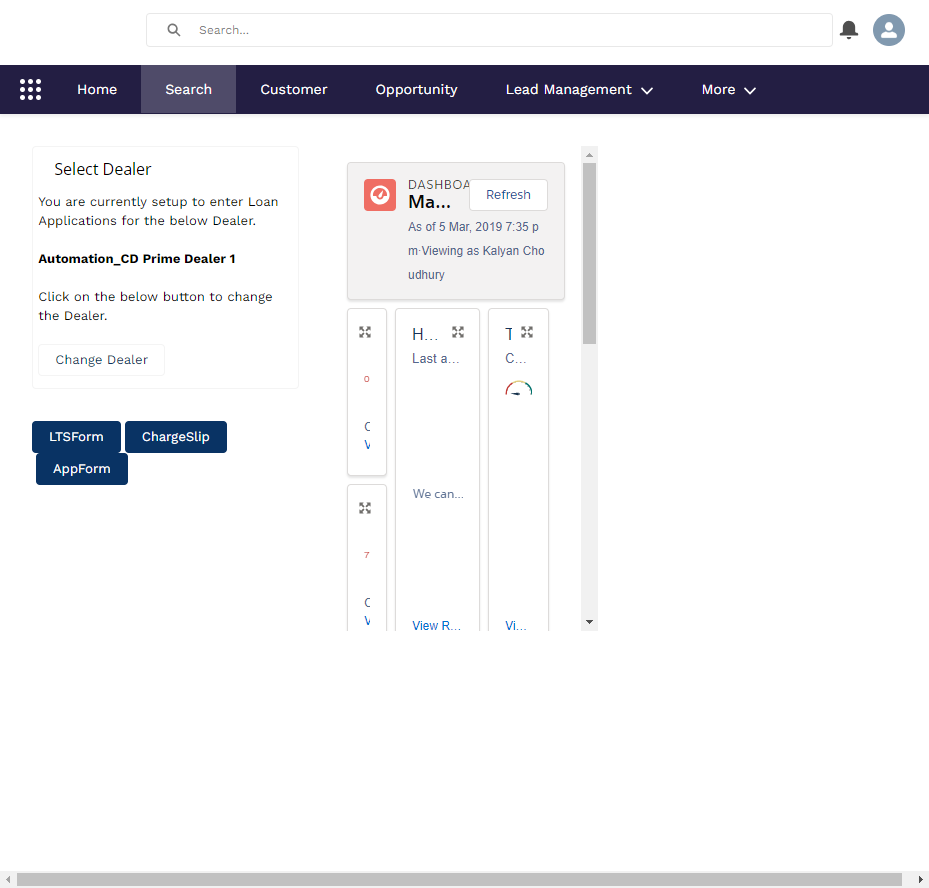 Search...
Home
Search
Customer
Opportunity
Lead Management
More
Select Dealer
You are currently setup to enter Loan
Applications for the below Dealer.
Automation_CD Prime Dealer 1
Click on the below button to change
the Dealer.
Change Dealer
LTSForm
ChargeSlip
AppForm
DASHBOA
Ma...
Refresh
As of 5 Mar, 2019 7:35 p
m·Viewing as Kalyan Cho
udhury
0
H...
Last a...
We can...
View R...
T
C...
Vi...
7